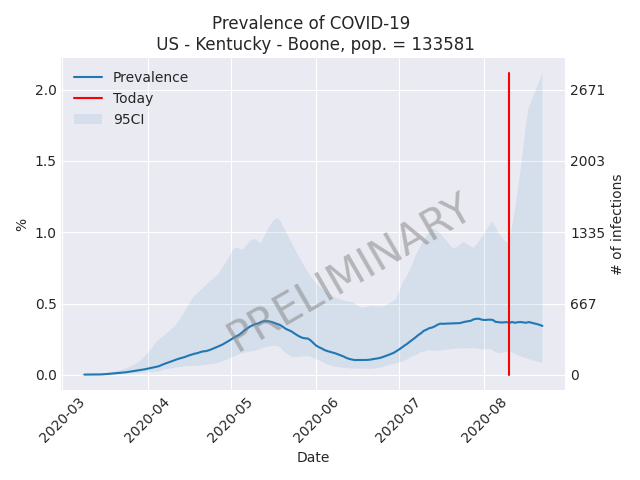 Prevalence of COVID-19
US - Kentucky - Boone, pop. = 133581
Prevalence
Today
95CI
PRELIMINARY
%
2.0
1.5
1.0
0.5
0.0
2671
2003
1335
667
0
# of infections
2020-03
2020-04
2020-05
2020-06
2020-07
2020-08
Date